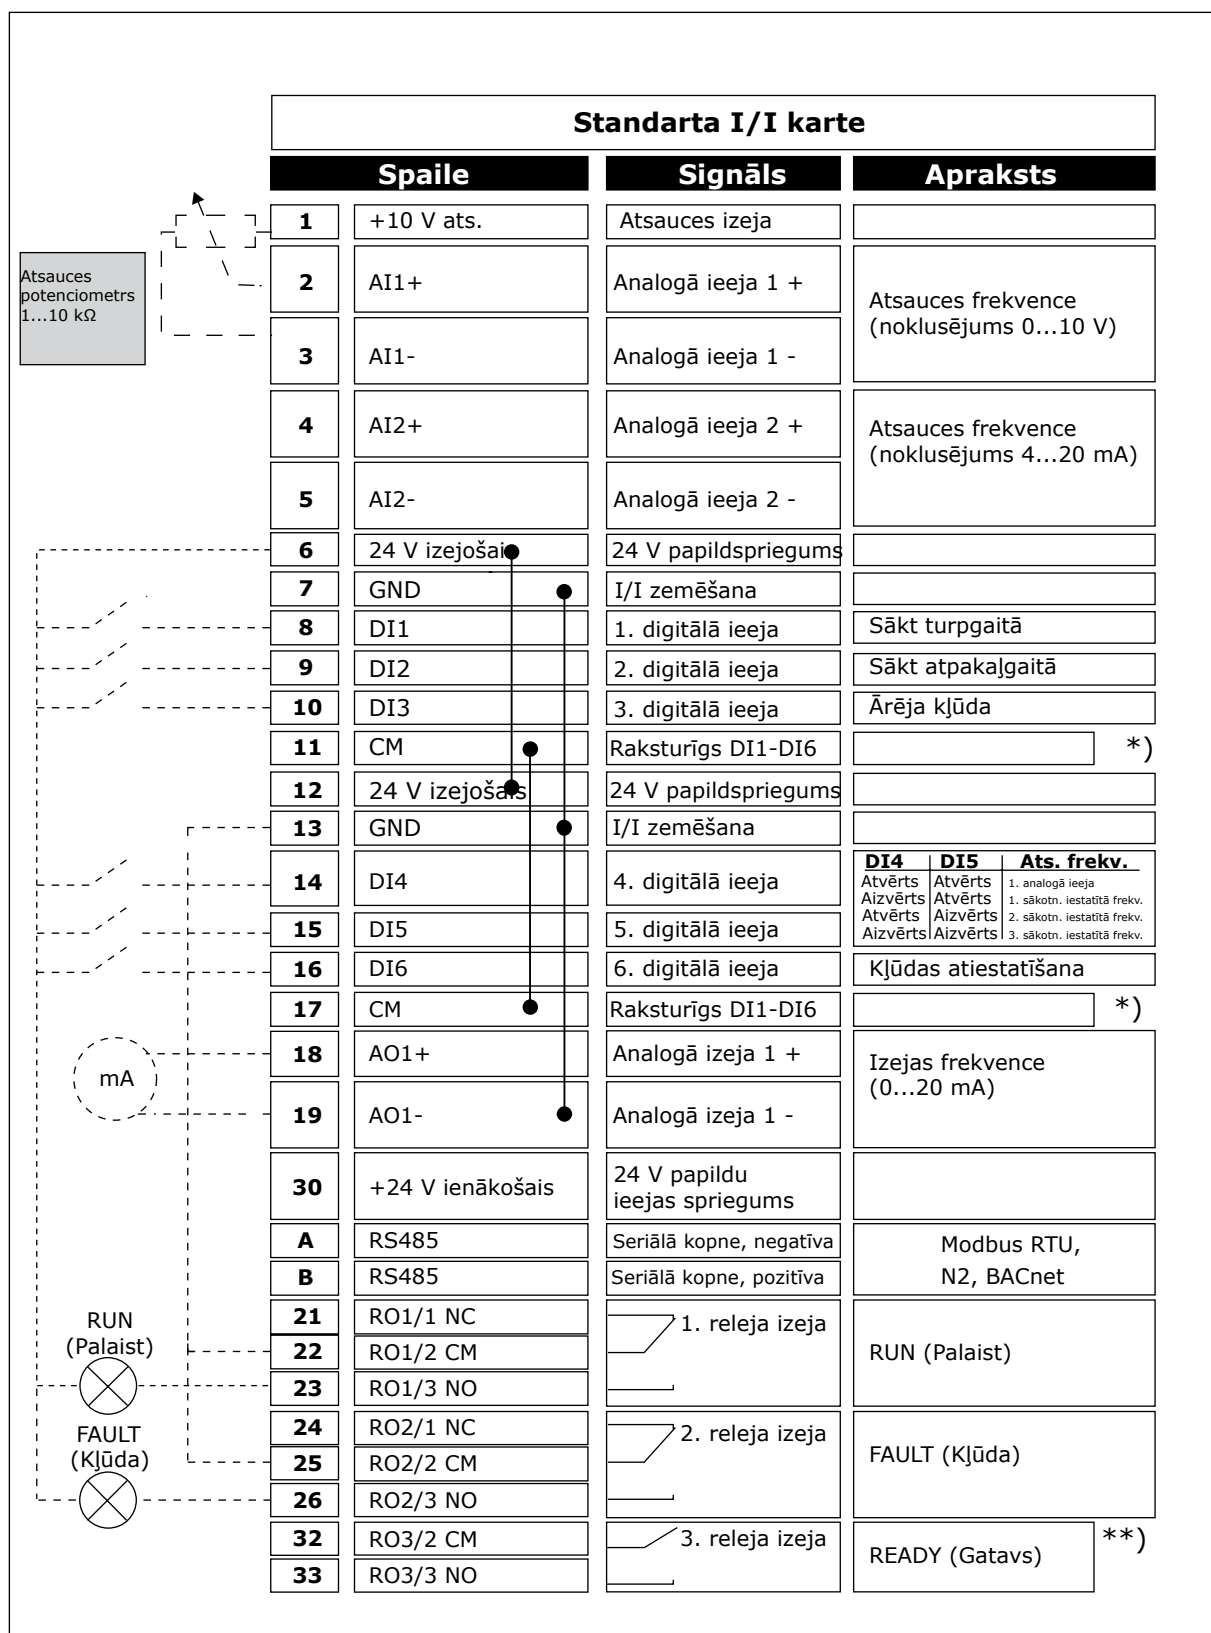 Standarta I/I karte
Spaile Signāls Apraksts
1 +10 V ats. Atsauces izeja
Atsauces
potenciometrs
1...10 kΩ
2 AI1+ Analogā ieeja 1 +
Atsauces frekvence
(noklusējums 0...10 V)
3 AI1- Analogā ieeja 1 -
4 AI2+ Analogā ieeja 2 +
Atsauces frekvence
(noklusējums 4...20 mA)
5 AI2- Analogā ieeja 2 -
6 24 V izejošais 24 V papildspriegums
7 GND I/I zemēšana
8 DI1 1. digitālā ieeja Sākt turpgaitā
9 DI2 2. digitālā ieeja Sākt atpakaļgaitā
10 DI3 3. digitālā ieeja Ārēja kļūda
11 CM Raksturīgs DI1-DI6 *)
12 24 V izejošais 24 V papildspriegums
13 GND I/I zemēšana
14 DI4 4. digitālā ieeja
DI4 DI5 Ats. frekv.
Atvērts Atvērts 1. analogā ieeja
Aizvērts Atvērts 1. sākotn. iestatītā frekv.
Atvērts Aizvērts 2. sākotn. iestatītā frekv.
Aizvērts Aizvērts 3. sākotn. iestatītā frekv.
15 DI5 5. digitālā ieeja
16 DI6 6. digitālā ieeja Kļūdas atiestatīšana
17 CM Raksturīgs DI1-DI6 *)
18 AO1+ Analogā izeja 1 +
Izejas frekvence
(0...20 mA)
mA
19 AO1- Analogā izeja 1 -
30 +24 V ienākošais 24 V papildu
ieejas spriegums
A RS485 Seriālā kopne, negatīva
Modbus RTU,
N2, BACnet
B RS485 Seriālā kopne, pozitīva
21 RO1/1 NC 1. releja izeja
RUN
(Palaist)
22 RO1/2 CM RUN (Palaist)
23 RO1/3 NO
24 RO2/1 NC 2. releja izeja
FAULT
(Kļūda)
25 RO2/2 CM FAULT (Kļūda)
26 RO2/3 NO
32 RO3/2 CM 3. releja izeja READY (Gatavs) **)
33 RO3/3 NO